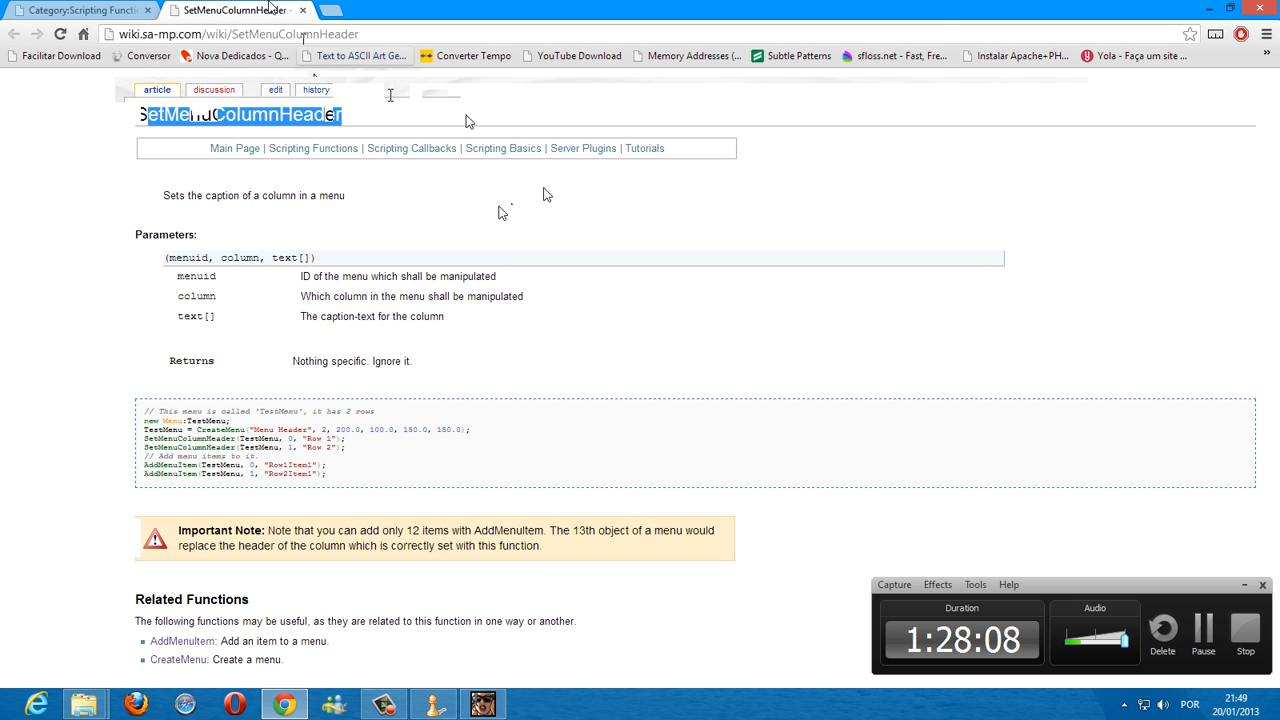 Category:Scripting Functi
SetMenuColumnHeader
wiki.sa-mp.com/wiki/SetMenuColumnHeader
Facilitar Download
Conversor
Nova Dedicados - Q...
Text to ASCII Art Ge...
Converter Tempo
YouTube Download
Memory Addresses (...
Subtle Patterns
sfloss.net - Fast, Fre...
Instalar Apache+PH...
Yola - Faça um site ...
article
discussion
edit
history
SetMenuColumnHeader
Main Page | Scripting Functions | Scripting Callbacks | Scripting Basics | Server Plugins | Tutorials
Sets the caption of a column in a menu
Parameters:
(menuid, column, text[])
menuid ID of the menu which shall be manipulated
column Which column in the menu shall be manipulated
text[] The caption-text for the column
Returns Nothing specific. Ignore it.
// This menu is called 'TestMenu', it has 2 rows
new Menu:TestMenu;
TestMenu = CreateMenu("Menu Header", 2, 200.0, 100.0, 150.0, 150.0);
SetMenuColumnHeader(TestMenu, 0, "Row 1");
SetMenuColumnHeader(TestMenu, 1, "Row 2");
// Add menu items to it.
AddMenuItem(TestMenu, 0, "Row1Item1");
AddMenuItem(TestMenu, 1, "Row2Item1");
Important Note: Note that you can add only 12 items with AddMenuItem. The 13th object of a menu would
replace the header of the column which is correctly set with this function.
Related Functions
The following functions may be useful, as they are related to this function in one way or another.
AddMenuItem: Add an item to a menu.
CreateMenu: Create a menu.
Capture Effects Tools Help
Duration
1:28:08
Audio
Delete
Pause
Stop
POR
21:49
20/01/2013